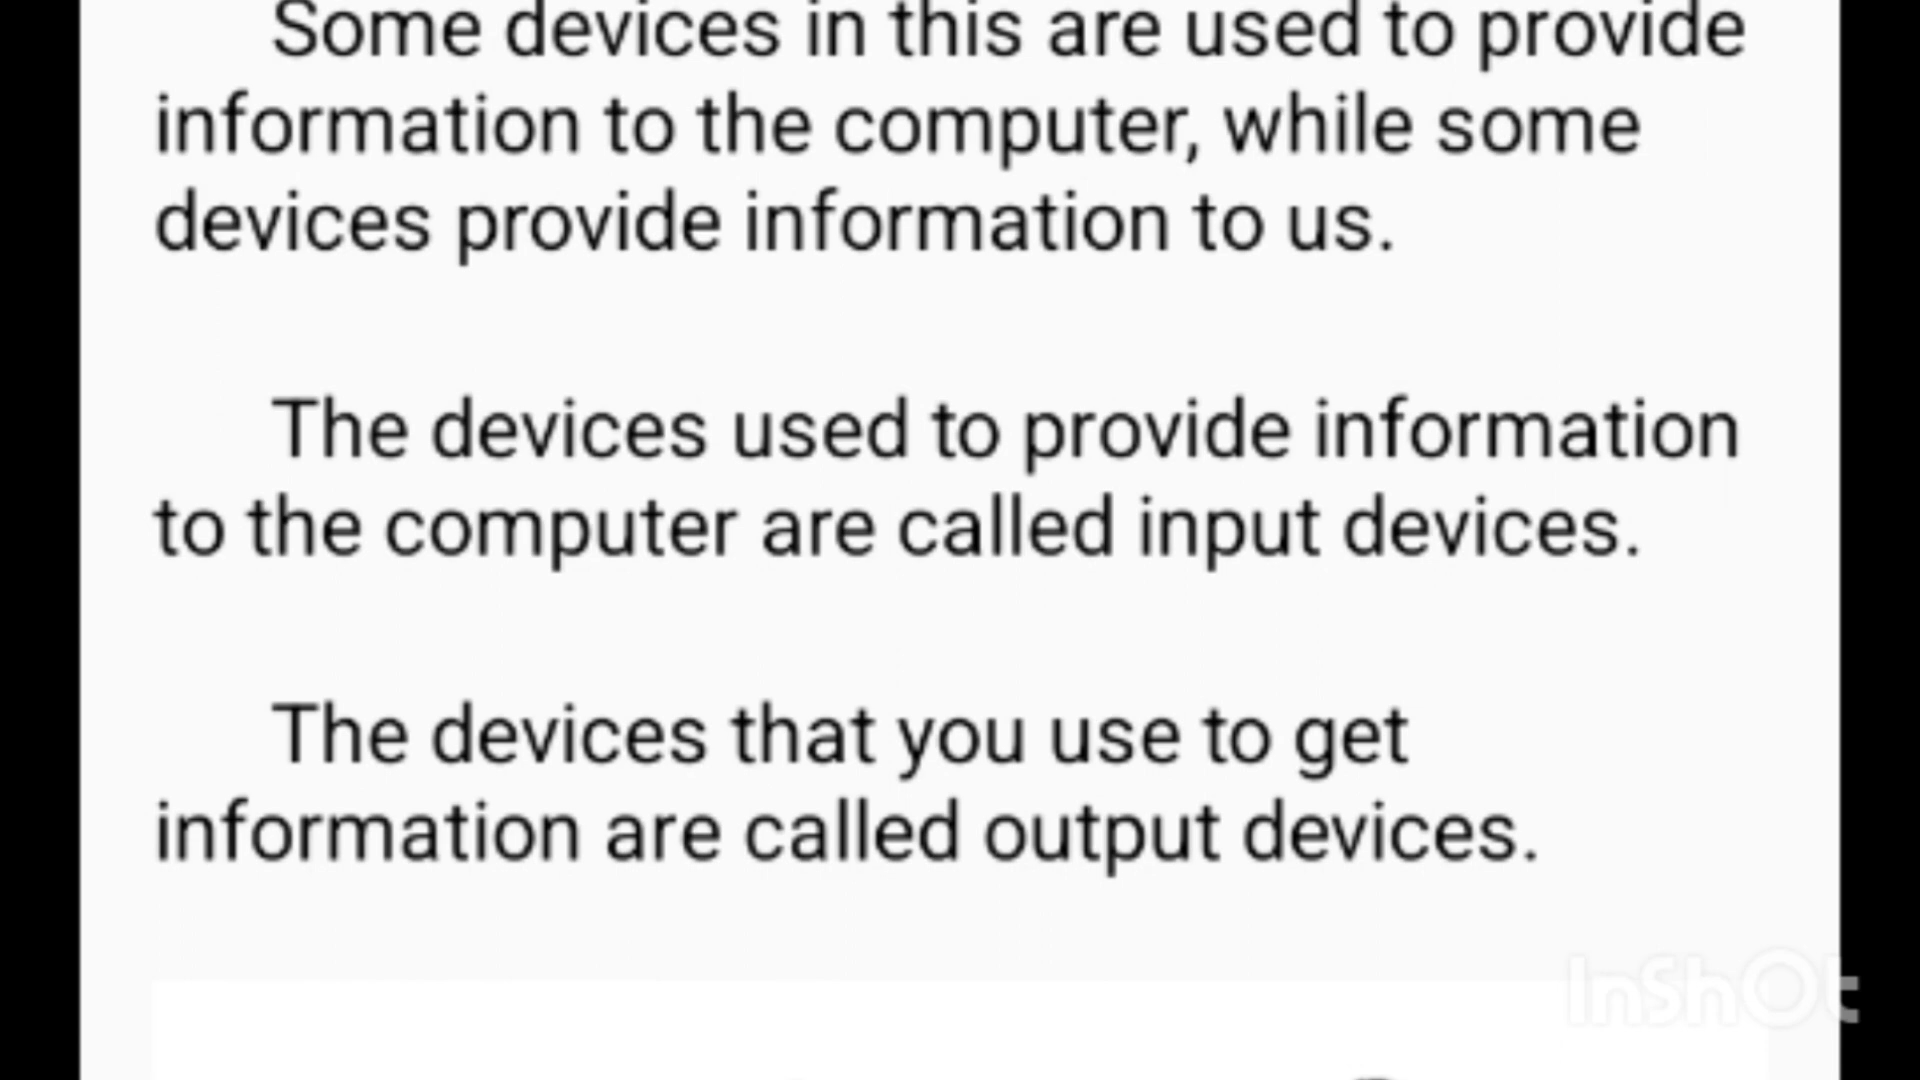 Some devices in this are used to provide
information to the computer, while some
devices provide information to us.
The devices used to provide information
to the computer are called input devices.
The devices that you use to get
information are called output devices.
InShOt